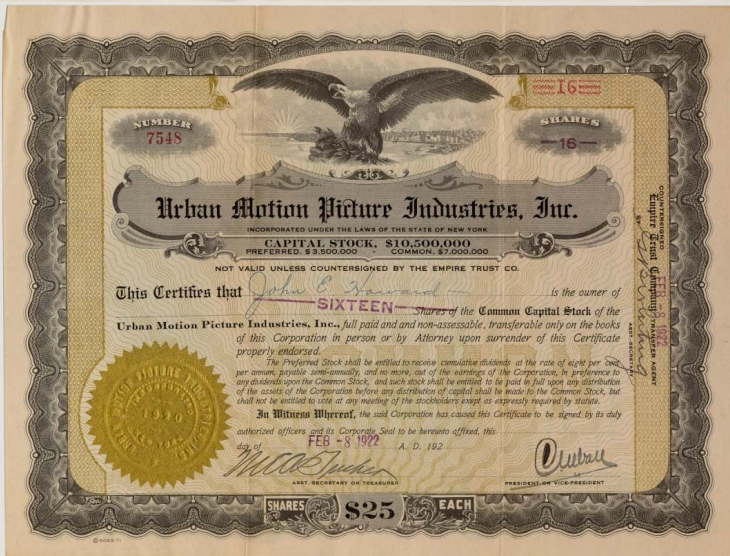 NUMBER
7548
16
SHARES
16
Urban Motion Picture Industries, Inc.
INCORPORATED UNDER THE LAWS OF THE STATE OF NEW YORK
CAPITAL STOCK, $10,500,000
PREFERRED, $3,500,000 · COMMON, $7,000,000
NOT VALID UNLESS COUNTERSIGNED BY THE EMPIRE TRUST CO.
This Certifies that John E. Howard is the owner of
SIXTEEN Shares of the Common Capital Stock of the
Urban Motion Picture Industries, Inc., full paid and and non-assessable, transferable only on the books
of this Corporation in person or by Attorney upon surrender of this Certificate
properly endorsed.
The Preferred Stock shall be entitled to receive cumulative dividends at the rate of eight per cent
per annum, payable semi-annually, and no more, out of the earnings of the Corporation, in preference to
any dividends upon the Common Stock, and such stock shall be entitled to be paid in full upon any distribution
of the assets of the Corporation before any distribution of capital shall be made to the Common Stock, but
shall not be entitled to vote at any meeting of the stockholders except as expressly required by statute.
In Witness Whereof, the said Corporation has caused this Certificate to be signed by its duly
authorized officers and its Corporate Seal to be hereunto affixed, this
day of FEB -8 1922 A. D. 192
ASST. SECRETARY OR TREASURER
PRESIDENT OR VICE-PRESIDENT
SHARES $25 EACH
© GOES 71
COUNTERSIGNED
Empire Trust Company TRANSFER AGENT
FEB -8 1922
BY
ASST. SECRETARY